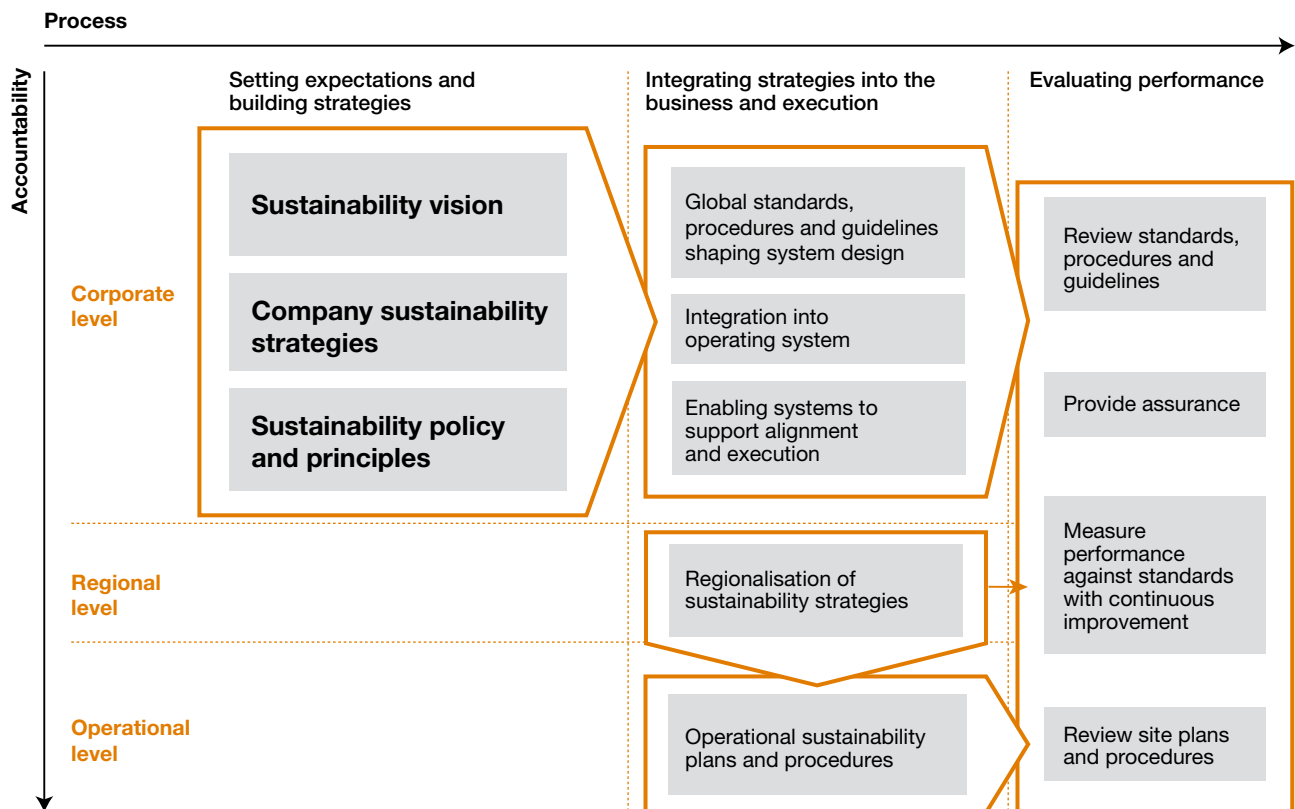 Process
Accountability
Setting expectations and
building strategies
Integrating strategies into the
business and execution
Evaluating performance
Corporate
level
Sustainability vision
Company sustainability
strategies
Sustainability policy
and principles
Global standards,
procedures and guidelines
shaping system design
Integration into
operating system
Enabling systems to
support alignment
and execution
Review standards,
procedures and
guidelines
Provide assurance
Regional
level
Regionalisation of
sustainability strategies
Measure
performance
against standards
with continuous
improvement
Operational
level
Operational sustainability
plans and procedures
Review site plans
and procedures